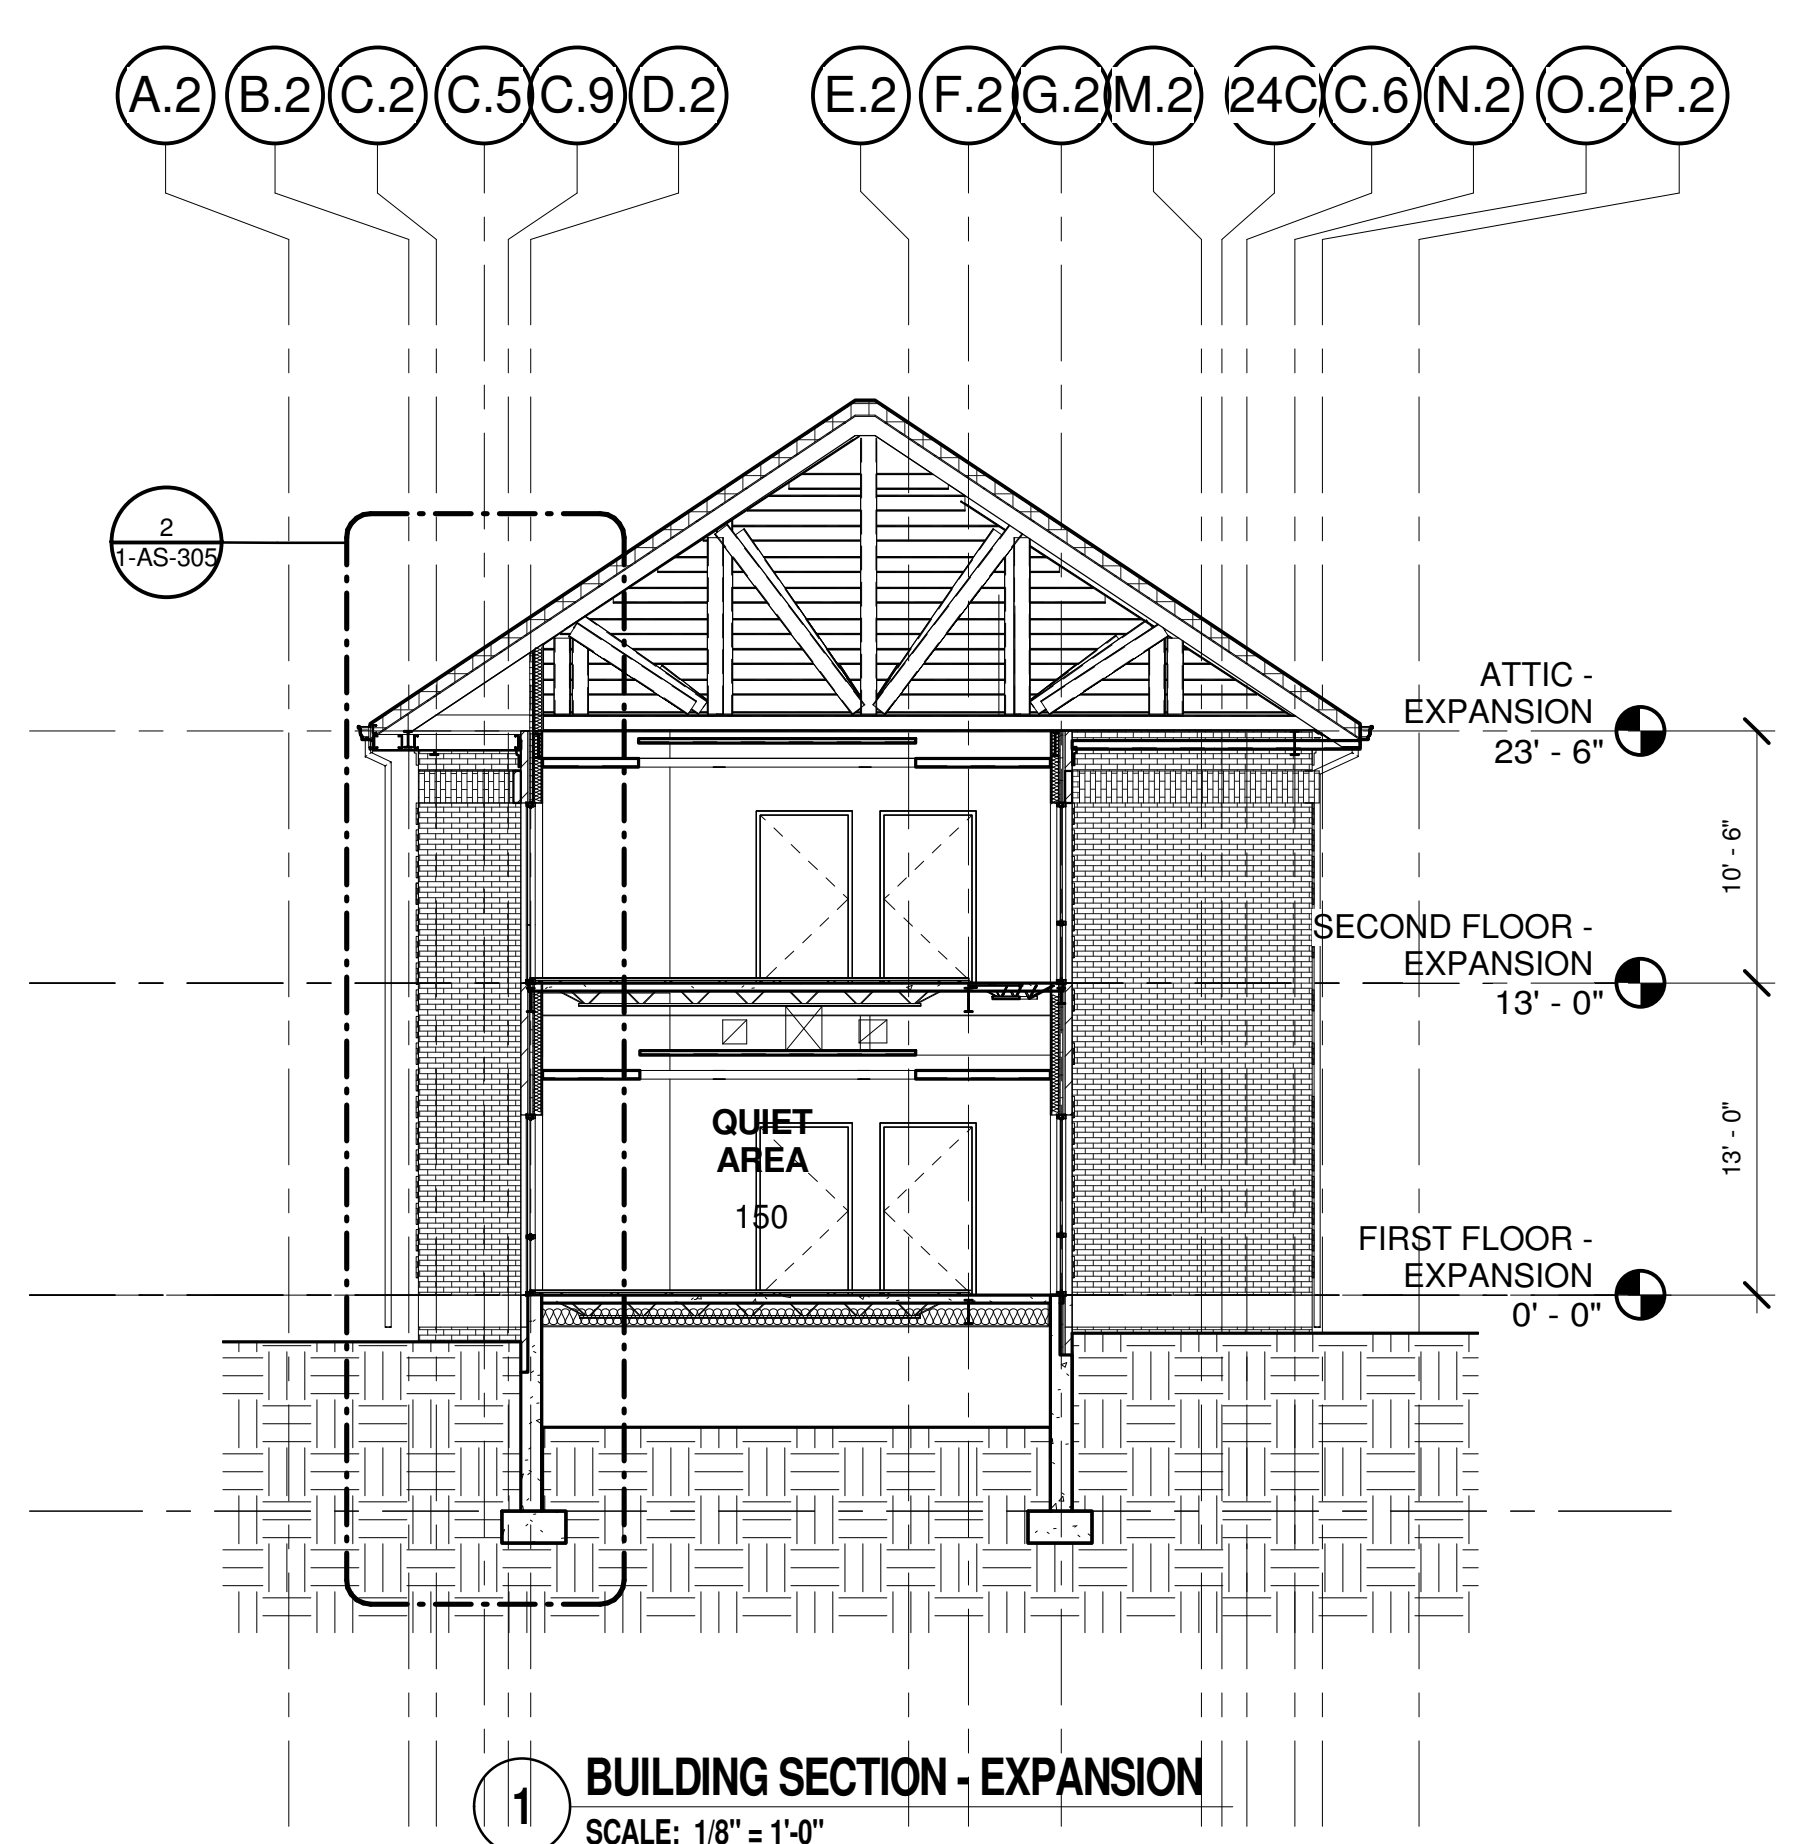 A.2 B.2 C.2 C.5 C.9 D.2 E.2 F.2 G.2 M.2 24C C.6 N.2 O.2 P.2
2
1-AS-305
ATTIC -
EXPANSION
23' - 6"
10' - 6"
SECOND FLOOR -
EXPANSION
13' - 0"
13' - 0"
QUIET
AREA
150
FIRST FLOOR -
EXPANSION
0' - 0"
1
BUILDING SECTION - EXPANSION
SCALE: 1/8" = 1'-0"